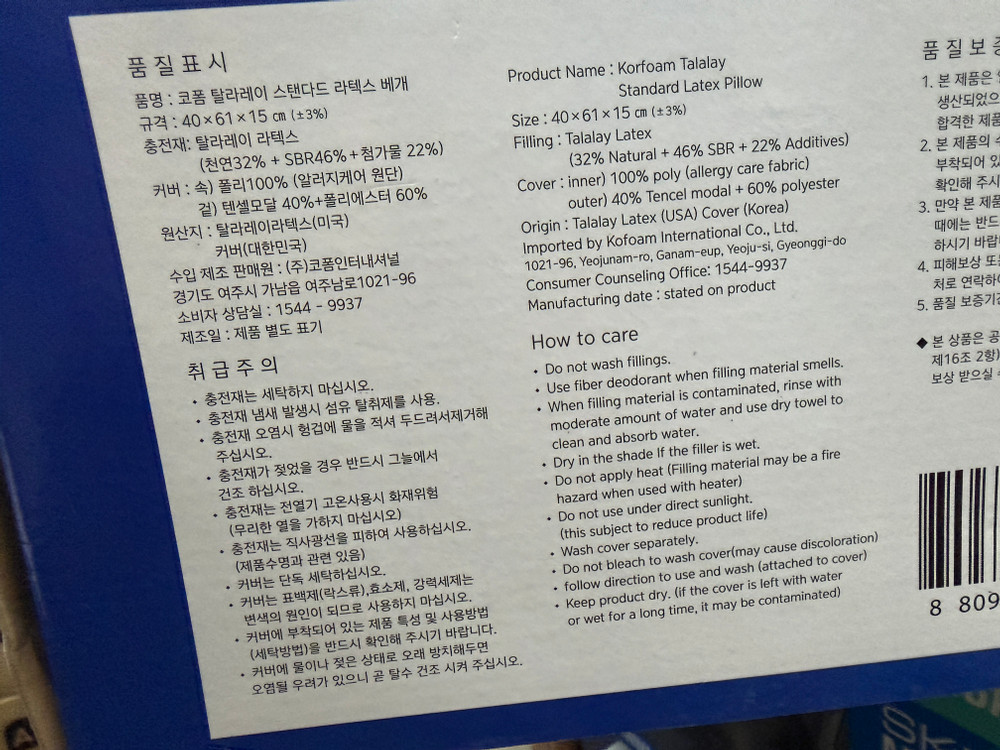 품질표시
품명 : 코폼 탈라레이 스탠다드 라텍스 베개
규격 : 40×61×15 ㎝ (±3%)
충전재: 탈라레이 라텍스
(천연32% + SBR46%+첨가물 22%)
커버 : 속) 폴리100% (알러지케어 원단)
겉) 텐셀모달 40%+폴리에스터 60%
원산지 : 탈라레이라텍스(미국)
커버(대한민국)
수입 제조 판매원 : (주)코폼인터내셔널
경기도 여주시 가남읍 여주남로1021-96
소비자 상담실 : 1544 - 9937
제조일 : 제품 별도 표기
취급주의
• 충전재는 세탁하지 마십시오.
• 충전재 냄새 발생시 섬유 탈취제를 사용.
• 충전재 오염시 헝겁에 물을 적셔 두드려서제거해
주십시오.
• 충전재가 젖었을 경우 반드시 그늘에서
건조 하십시오.
• 충전재는 전열기 고온사용시 화재위험
(무리한 열을 가하지 마십시오)
• 충전재는 직사광선을 피하여 사용하십시오.
(제품수명과 관련 있음)
• 커버는 단독 세탁하십시오.
• 커버는 표백제(락스류),효소제, 강력세제는
변색의 원인이 되므로 사용하지 마십시오.
• 커버에 부착되어 있는 제품 특성 및 사용방법
(세탁방법)을 반드시 확인해 주시기 바랍니다.
• 커버에 물이나 젖은 상태로 오래 방치해두면
오염될 우려가 있으니 곧 탈수 건조 시켜 주십시오.
Product Name : Korfoam Talalay
Standard Latex Pillow
Size : 40×61×15 ㎝ (±3%)
Filling : Talalay Latex
(32% Natural + 46% SBR + 22% Additives)
Cover : inner) 100% poly (allergy care fabric)
outer) 40% Tencel modal + 60% polyester
Origin : Talalay Latex (USA) Cover (Korea)
Imported by Kofoam International Co., Ltd.
1021-96, Yeojunam-ro, Ganam-eup, Yeoju-si, Gyeonggi-do
Consumer Counseling Office: 1544-9937
Manufacturing date : stated on product
How to care
• Do not wash fillings.
• Use fiber deodorant when filling material smells.
• When filling material is contaminated, rinse with
moderate amount of water and use dry towel to
clean and absorb water.
• Dry in the shade If the filler is wet.
• Do not apply heat (Filling material may be a fire
hazard when used with heater)
• Do not use under direct sunlight.
(this subject to reduce product life)
• Wash cover separately.
• Do not bleach to wash cover(may cause discoloration)
• follow direction to use and wash (attached to cover)
• Keep product dry. (if the cover is left with water
or wet for a long time, it may be contaminated)
품질보증
1. 본 제품은
생산되었으
합격한 제품
2. 본 제품의
부착되어 있
확인해 주시
3. 만약 본 제품
때에는 반드
하시기 바랍
4. 피해보상 또는
처로 연락하여
5. 품질 보증기간
◆ 본 상품은 공
제16조 2항
보상 받으실
8 809